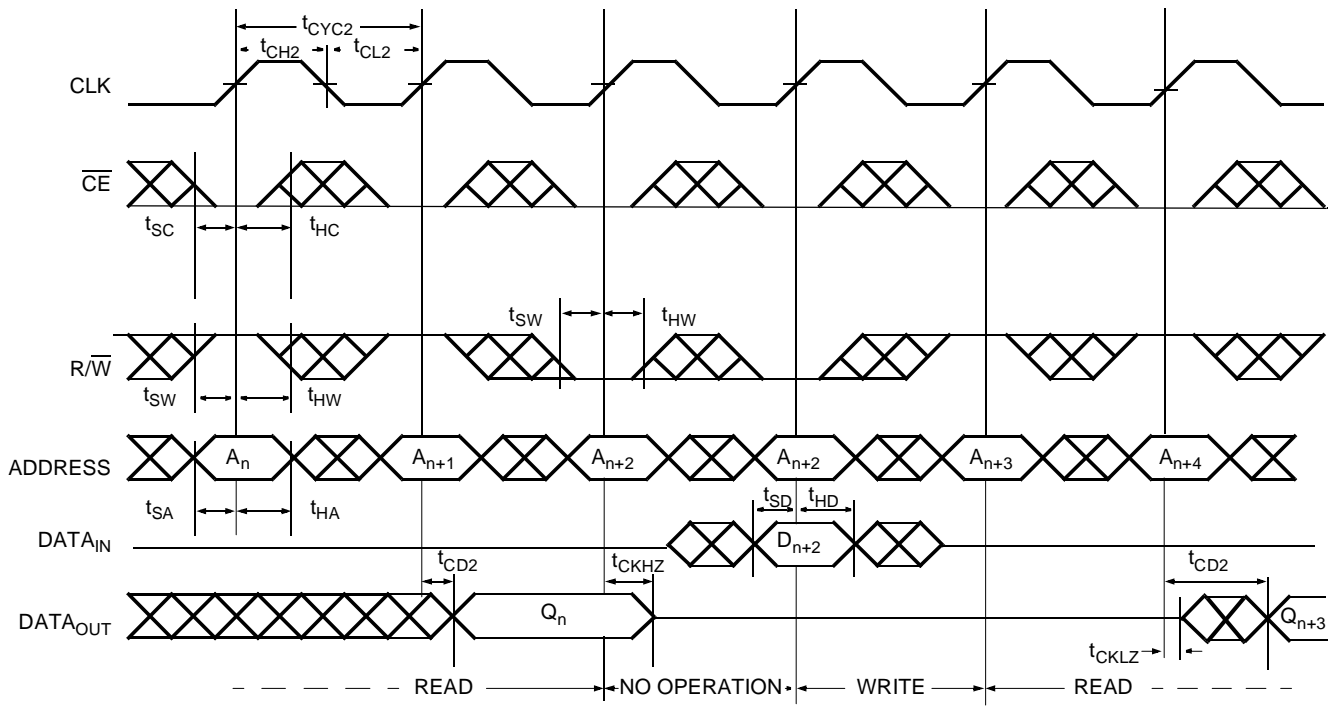 tCYC2
tCH2 tCL2
CLK
CE
tSC tHC
tSW tHW
R/W
tSW tHW
ADDRESS An An+1 An+2 An+2 An+3 An+4
tSA tHA tSD tHD
DATAIN Dn+2
tCD2 tCKHZ tCD2
DATAOUT Qn Qn+3
tCKLZ
READ NO OPERATION WRITE READ